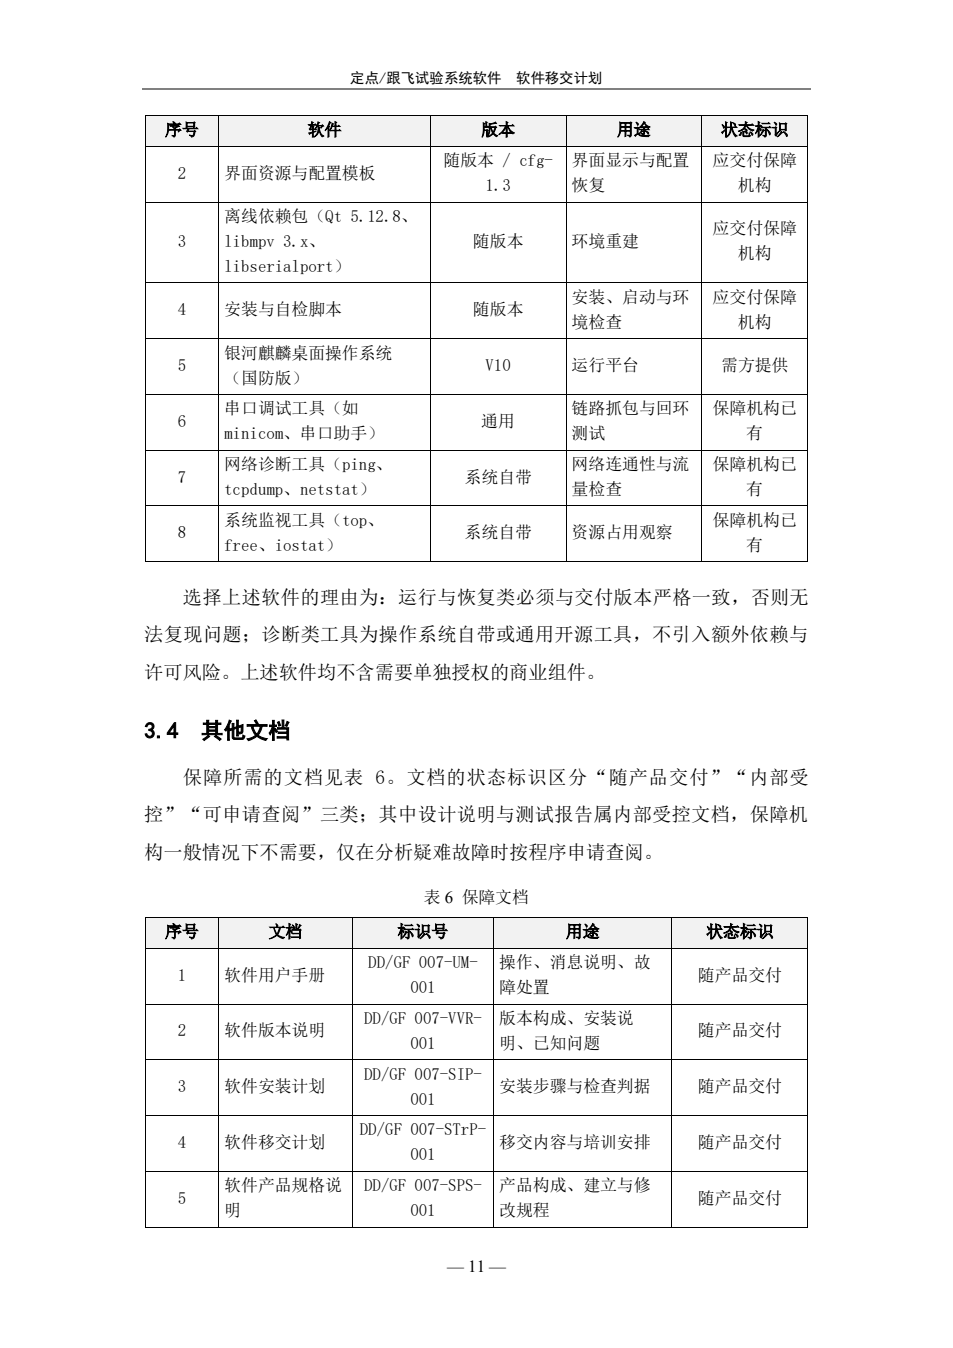 定点/跟飞试验系统软件　软件移交计划
序号 软件 版本 用途 状态标识
2 界面资源与配置模板 随版本 / cfg-1.3 界面显示与配置恢复 应交付保障机构
3 离线依赖包（Qt 5.12.8、libmpv 3.x、libserialport） 随版本 环境重建 应交付保障机构
4 安装与自检脚本 随版本 安装、启动与环境检查 应交付保障机构
5 银河麒麟桌面操作系统（国防版） V10 运行平台 需方提供
6 串口调试工具（如minicom、串口助手） 通用 链路抓包与回环测试 保障机构已有
7 网络诊断工具（ping、tcpdump、netstat） 系统自带 网络连通性与流量检查 保障机构已有
8 系统监视工具（top、free、iostat） 系统自带 资源占用观察 保障机构已有
选择上述软件的理由为：运行与恢复类必须与交付版本严格一致，否则无
法复现问题；诊断类工具为操作系统自带或通用开源工具，不引入额外依赖与
许可风险。上述软件均不含需要单独授权的商业组件。
3.4　其他文档
保障所需的文档见表 6。文档的状态标识区分“随产品交付”“内部受
控”“可申请查阅”三类；其中设计说明与测试报告属内部受控文档，保障机
构一般情况下不需要，仅在分析疑难故障时按程序申请查阅。
表 6 保障文档
序号 文档 标识号 用途 状态标识
1 软件用户手册 DD/GF 007-UM-001 操作、消息说明、故障处置 随产品交付
2 软件版本说明 DD/GF 007-VVR-001 版本构成、安装说明、已知问题 随产品交付
3 软件安装计划 DD/GF 007-SIP-001 安装步骤与检查判据 随产品交付
4 软件移交计划 DD/GF 007-STrP-001 移交内容与培训安排 随产品交付
5 软件产品规格说明 DD/GF 007-SPS-001 产品构成、建立与修改规程 随产品交付
— 11 —